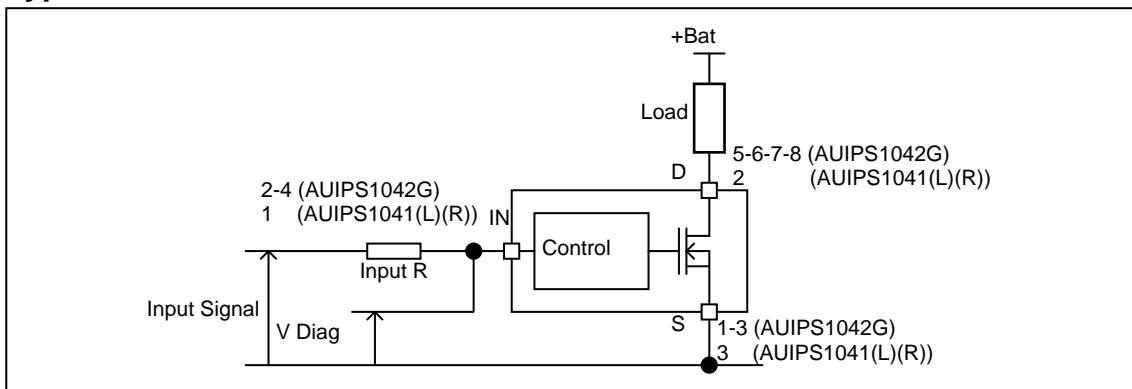 +Bat
Load
D
5-6-7-8 (AUIPS1042G)
2 (AUIPS1041(L)(R))
2-4 (AUIPS1042G)
1 (AUIPS1041(L)(R))
IN
Control
Input R
Input Signal
V Diag
S
1-3 (AUIPS1042G)
3 (AUIPS1041(L)(R))